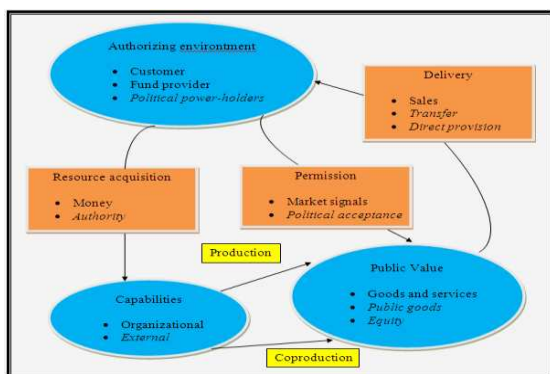 Authorizing environtment
• Customer
• Fund provider
• Political power-holders
Delivery
• Sales
• Transfer
• Direct provision
Resource acquisition
• Money
• Authority
Permission
• Market signals
• Political acceptance
Production
Capabilities
• Organizational
• External
Public Value
• Goods and services
• Public goods
• Equity
Coproduction